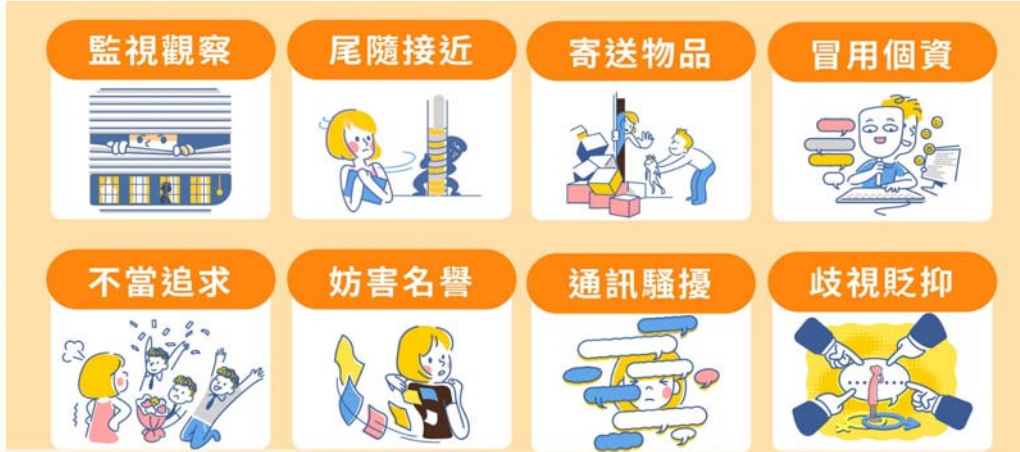 監視觀察
尾隨接近
寄送物品
冒用個資
不當追求
妨害名譽
通訊騷擾
歧視貶抑